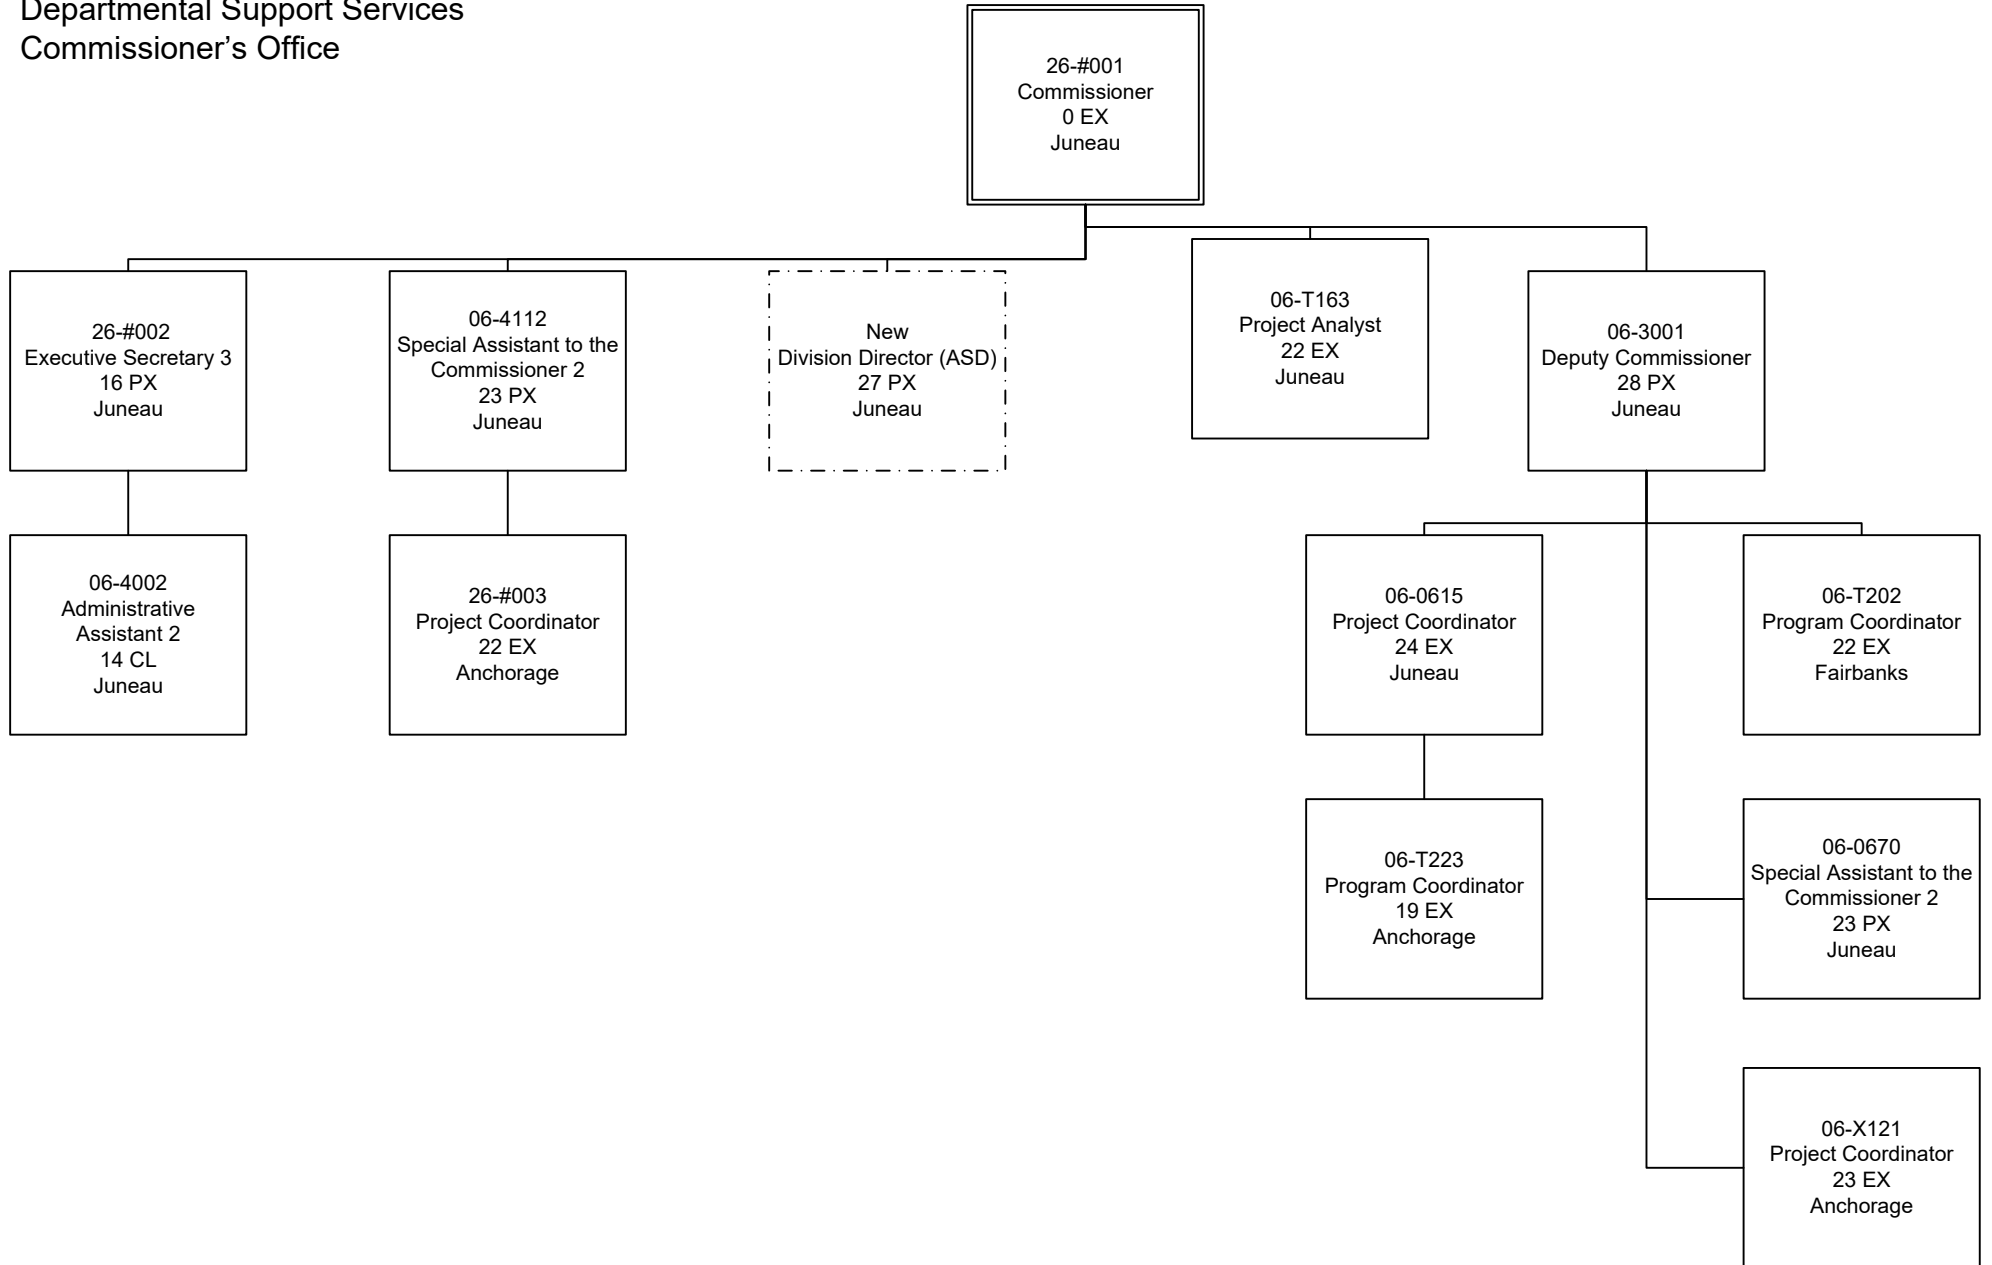 Departmental Support Services
Commissioner’s Office
26-#001
Commissioner
0 EX
Juneau
26-#002
Executive Secretary 3
16 PX
Juneau
06-4112
Special Assistant to the
Commissioner 2
23 PX
Juneau
New
Division Director (ASD)
27 PX
Juneau
06-T163
Project Analyst
22 EX
Juneau
06-3001
Deputy Commissioner
28 PX
Juneau
06-4002
Administrative
Assistant 2
14 CL
Juneau
26-#003
Project Coordinator
22 EX
Anchorage
06-0615
Project Coordinator
24 EX
Juneau
06-T202
Program Coordinator
22 EX
Fairbanks
06-T223
Program Coordinator
19 EX
Anchorage
06-0670
Special Assistant to the
Commissioner 2
23 PX
Juneau
06-X121
Project Coordinator
23 EX
Anchorage